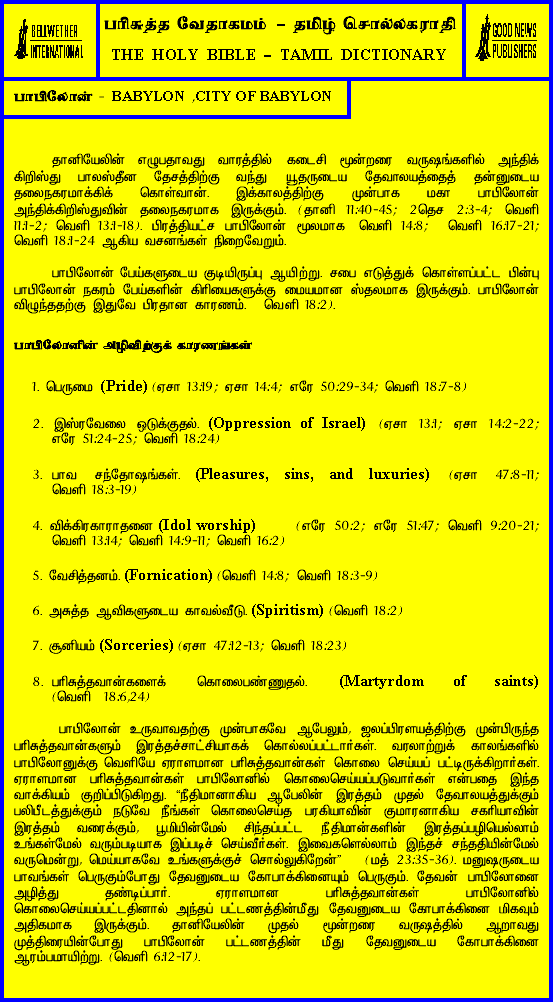 BELLWETHER
INTERNATIONAL
பரிசுத்த வேதாகமம் - தமிழ் சொல்லகராதி
THE HOLY BIBLE - TAMIL DICTIONARY
GOOD NEWS
PUBLISHERS
பாபிலோன் - BABYLON ,CITY OF BABYLON
தானியேலின் எழுபதாவது வாரத்தில் கடைசி மூன்றரை வருஷங்களில் அந்திக்
கிறிஸ்து பாலஸ்தீன தேசத்திற்கு வந்து யூதருடைய தேவாலயத்தைத் தன்னுடைய
தலைநகரமாக்கிக் கொள்வான். இக்காலத்திற்கு முன்பாக மகா பாபிலோன்
அந்திக்கிறிஸ்துவின் தலைநகரமாக இருக்கும். (தானி 11:40-45; 2தெச 2:3-4; வெளி
11:1-2; வெளி 13:1-18). பிரத்தியட்ச பாபிலோன் மூலமாக வெளி 14:8; வெளி 16:17-21;
வெளி 18:1-24 ஆகிய வசனங்கள் நிறைவேறும்.
பாபிலோன் பேய்களுடைய குடியிருப்பு ஆயிற்று. சபை எடுத்துக் கொள்ளப்பட்ட பின்பு
பாபிலோன் நகரம் பேய்களின் கிரியைகளுக்கு மையமான ஸ்தலமாக இருக்கும். பாபிலோன்
விழுந்ததற்கு இதுவே பிரதான காரணம். வெளி 18:2).
பாபிலோனின் அழிவிற்குக் காரணங்கள்
1. பெருமை (Pride) (ஏசா 13:19; ஏசா 14:4; எரே 50:29-34; வெளி 18:7-8)
2. இஸ்ரவேலை ஒடுக்குதல். (Oppression of Israel) (ஏசா 13:1; ஏசா 14:2-22;
எரே 51:24-25; வெளி 18:24)
3. பாவ சந்தோஷங்கள். (Pleasures, sins, and luxuries) (ஏசா 47:8-11;
வெளி 18:3-19)
4. விக்கிரகாராதனை (Idol worship) (எரே 50:2; எரே 51:47; வெளி 9:20-21;
வெளி 13:14; வெளி 14:9-11; வெளி 16:2)
5. வேசித்தனம். (Fornication) (வெளி 14:8; வெளி 18:3-9)
6. அசுத்த ஆவிகளுடைய காவல்வீடு. (Spiritism) (வெளி 18:2)
7. சூனியம் (Sorceries) (ஏசா 47:12-13; வெளி 18:23)
8. பரிசுத்தவான்களைக் கொலைபண்ணுதல். (Martyrdom of saints)
(வெளி 18:6,24)
பாபிலோன் உருவாவதற்கு முன்பாகவே ஆபேலும், ஜலப்பிரளயத்திற்கு முன்பிருந்த
பரிசுத்தவான்களும் இரத்தச்சாட்சியாகக் கொல்லப்பட்டார்கள். வரலாற்றுக் காலங்களில்
பாபிலோனுக்கு வெளியே ஏராளமான பரிசுத்தவான்கள் கொலை செய்யப் பட்டிருக்கிறார்கள்.
ஏராளமான பரிசுத்தவான்கள் பாபிலோனில் கொலைசெய்யப்படுவார்கள் என்பதை இந்த
வாக்கியம் குறிப்பிடுகிறது. “நீதிமானாகிய ஆபேலின் இரத்தம் முதல் தேவாலயத்துக்கும்
பலிபீடத்துக்கும் நடுவே நீங்கள் கொலைசெய்த பரகியாவின் குமாரனாகிய சகரியாவின்
இரத்தம் வரைக்கும், பூமியின்மேல் சிந்தப்பட்ட நீதிமான்களின் இரத்தப்பழியெல்லாம்
உங்கள்மேல் வரும்படியாக இப்படிச் செய்வீர்கள். இவைகளெல்லாம் இந்தச் சந்ததியின்மேல்
வருமென்று, மெய்யாகவே உங்களுக்குச் சொல்லுகிறேன்” (மத் 23:35-36). மனுஷருடைய
பாவங்கள் பெருகும்போது தேவனுடைய கோபாக்கினையும் பெருகும். தேவன் பாபிலோனை
அழித்து தண்டிப்பார். ஏராளமான பரிசுத்தவான்கள் பாபிலோனில்
கொலைசெய்யப்பட்டதினால் அந்தப் பட்டணத்தின்மீது தேவனுடைய கோபாக்கினை மிகவும்
அதிகமாக இருக்கும். தானியேலின் முதல் மூன்றரை வருஷத்தில் ஆறாவது
முத்திரையின்போது பாபிலோன் பட்டணத்தின் மீது தேவனுடைய கோபாக்கினை
ஆரம்பமாயிற்று. (வெளி 6:12-17).